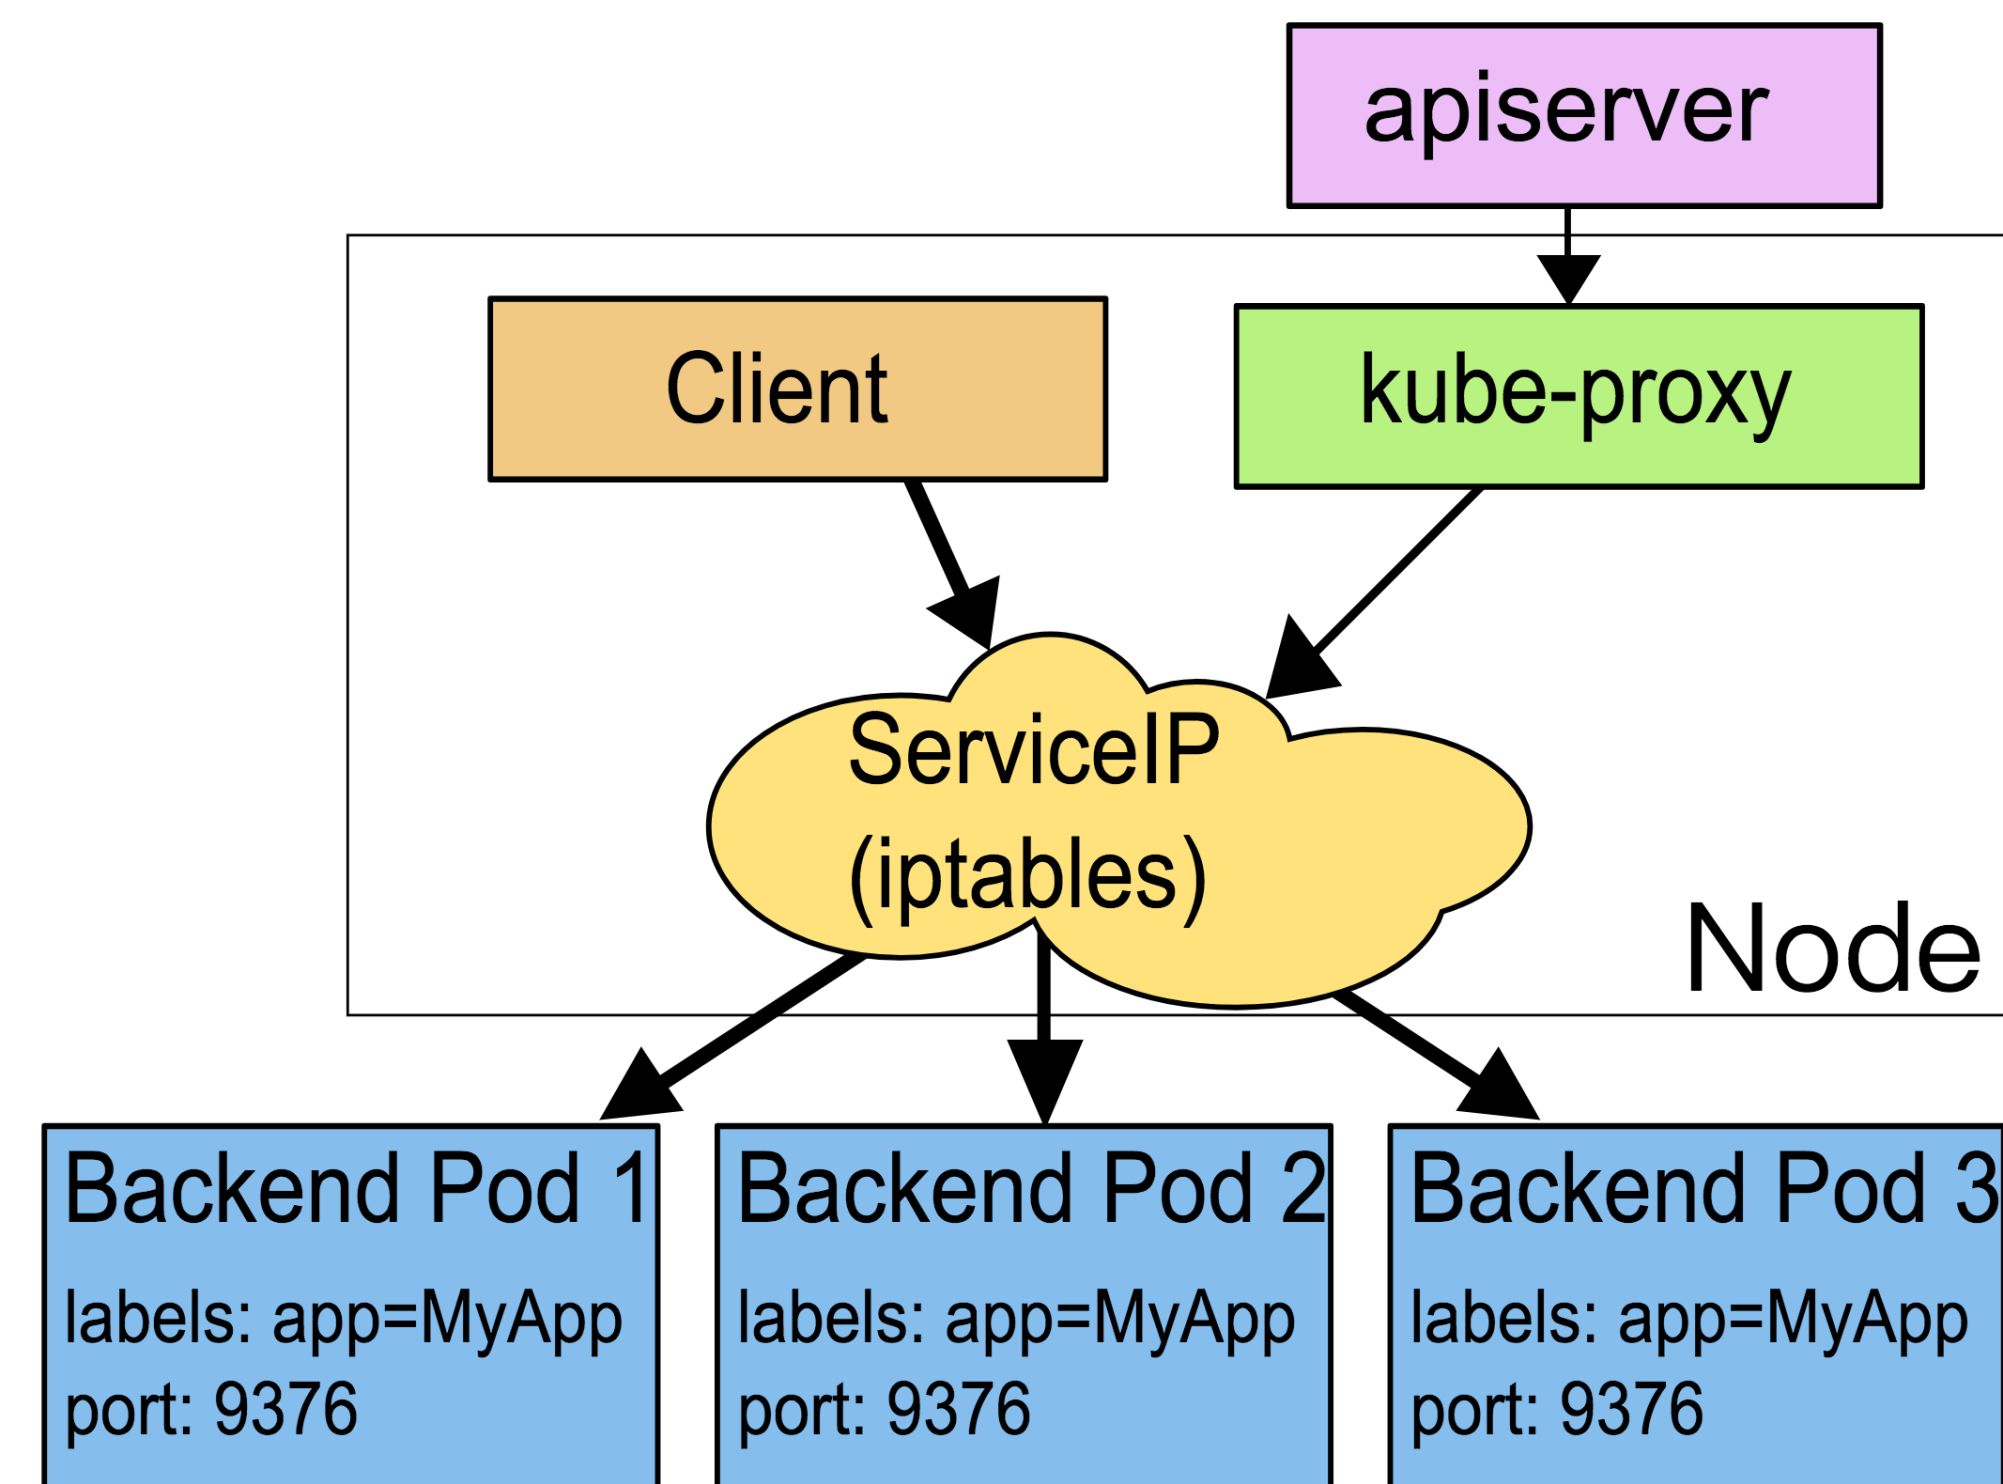 apiserver
Client
kube-proxy
ServiceIP
(iptables)
Node
Backend Pod 1
labels: app=MyApp
port: 9376
Backend Pod 2
labels: app=MyApp
port: 9376
Backend Pod 3
labels: app=MyApp
port: 9376